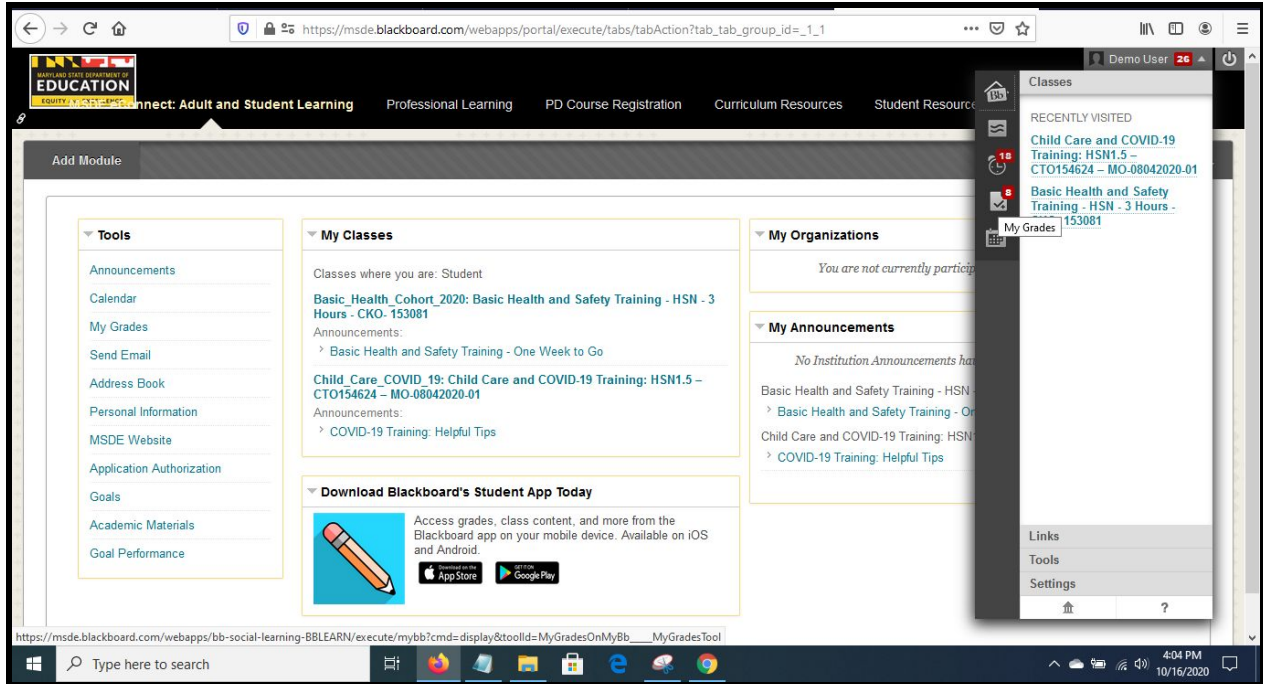 https://msde.blackboard.com/webapps/portal/execute/tabs/tabAction?tab_tab_group_id=_1_1
MARYLAND STATE DEPARTMENT OF
EDUCATION
Demo User 26
nnect: Adult and Student Learning
Professional Learning
PD Course Registration
Curriculum Resources
Student Resource
Add Module
Tools
Announcements
Calendar
My Grades
Send Email
Address Book
Personal Information
MSDE Website
Application Authorization
Goals
Academic Materials
Goal Performance
My Classes
Classes where you are: Student
Basic_Health_Cohort_2020: Basic Health and Safety Training - HSN - 3
Hours - CKO- 153081
Announcements:
Basic Health and Safety Training - One Week to Go
Child_Care_COVID_19: Child Care and COVID-19 Training: HSN1.5 –
CTO154624 – MO-08042020-01
Announcements:
COVID-19 Training: Helpful Tips
Download Blackboard's Student App Today
Access grades, class content, and more from the
Blackboard app on your mobile device. Available on iOS
and Android.
Download on the
App Store
GET IT ON
Google Play
My Organizations
You are not currently particip
My Announcements
No Institution Announcements ha
Basic Health and Safety Training - HSN -
Basic Health and Safety Training - On
Child Care and COVID-19 Training: HSN
COVID-19 Training: Helpful Tips
Bb
18
8
My Grades
Classes
RECENTLY VISITED
Child Care and COVID-19
Training: HSN1.5 –
CTO154624 – MO-08042020-01
Basic Health and Safety
Training - HSN - 3 Hours -
153081
Links
Tools
Settings
?
https://msde.blackboard.com/webapps/bb-social-learning-BBLEARN/execute/mybb?cmd=display&toolId=MyGradesOnMyBb____MyGradesTool
Type here to search
4:04 PM
10/16/2020